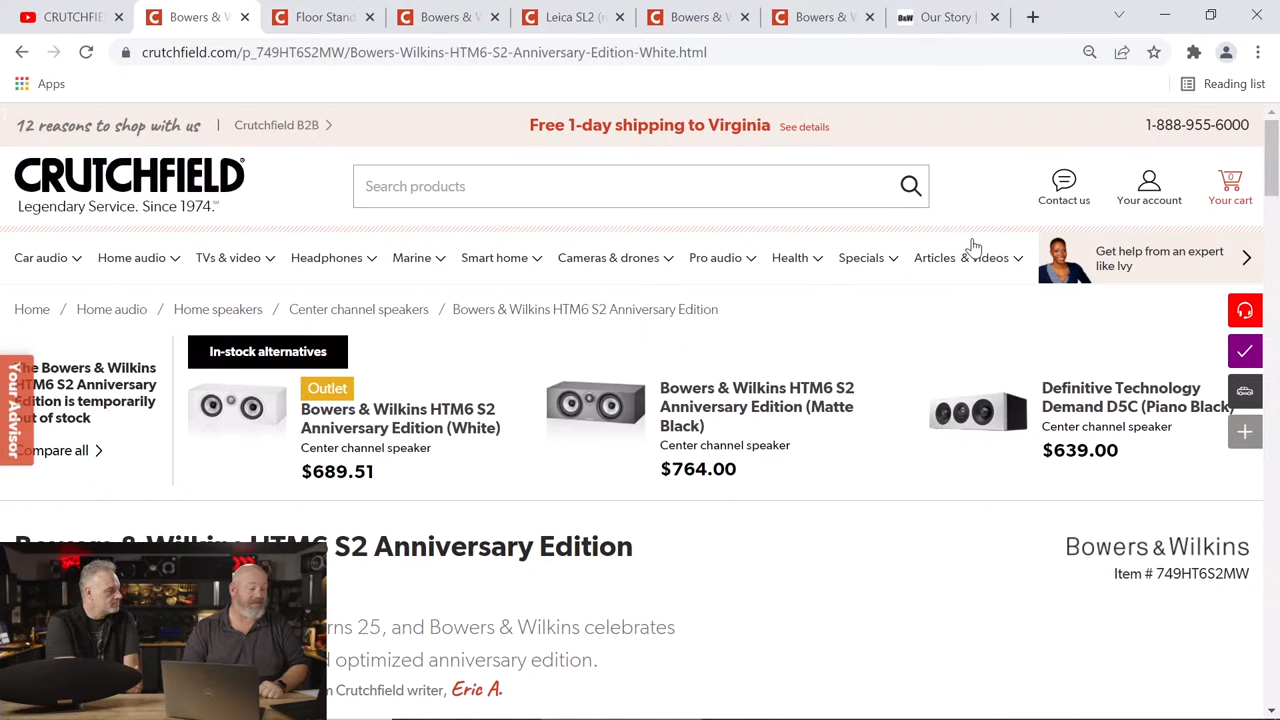 CRUTCHFIE
Bowers & W
Floor Stand
Bowers & W
Leica SL2 (r
Bowers & W
Bowers & W
B&W Our Story |
crutchfield.com/p_749HT6S2MW/Bowers-Wilkins-HTM6-S2-Anniversary-Edition-White.html
Apps
Reading list
12 reasons to shop with us | Crutchfield B2B
Free 1-day shipping to Virginia See details
1-888-955-6000
CRUTCHFIELD
Legendary Service. Since 1974.
Search products
Contact us
Your account
0
Your cart
Car audio
Home audio
TVs & video
Headphones
Marine
Smart home
Cameras & drones
Pro audio
Health
Specials
Articles & videos
Get help from an expert
like Ivy
Home / Home audio / Home speakers / Center channel speakers / Bowers & Wilkins HTM6 S2 Anniversary Edition
Your Advisor
he Bowers & Wilkins
HTM6 S2 Anniversary
Edition is temporarily
ut of stock
ompare all
In-stock alternatives
Outlet
Bowers & Wilkins HTM6 S2
Anniversary Edition (White)
Center channel speaker
$689.51
Bowers & Wilkins HTM6 S2
Anniversary Edition (Matte
Black)
Center channel speaker
$764.00
Definitive Technology
Demand D5C (Piano Black)
Center channel speaker
$639.00
Bowers & Wilkins HTM6 S2 Anniversary Edition
Bowers & Wilkins
Item # 749HT6S2MW
rns 25, and Bowers & Wilkins celebrates
d optimized anniversary edition.
m Crutchfield writer, Eric A.